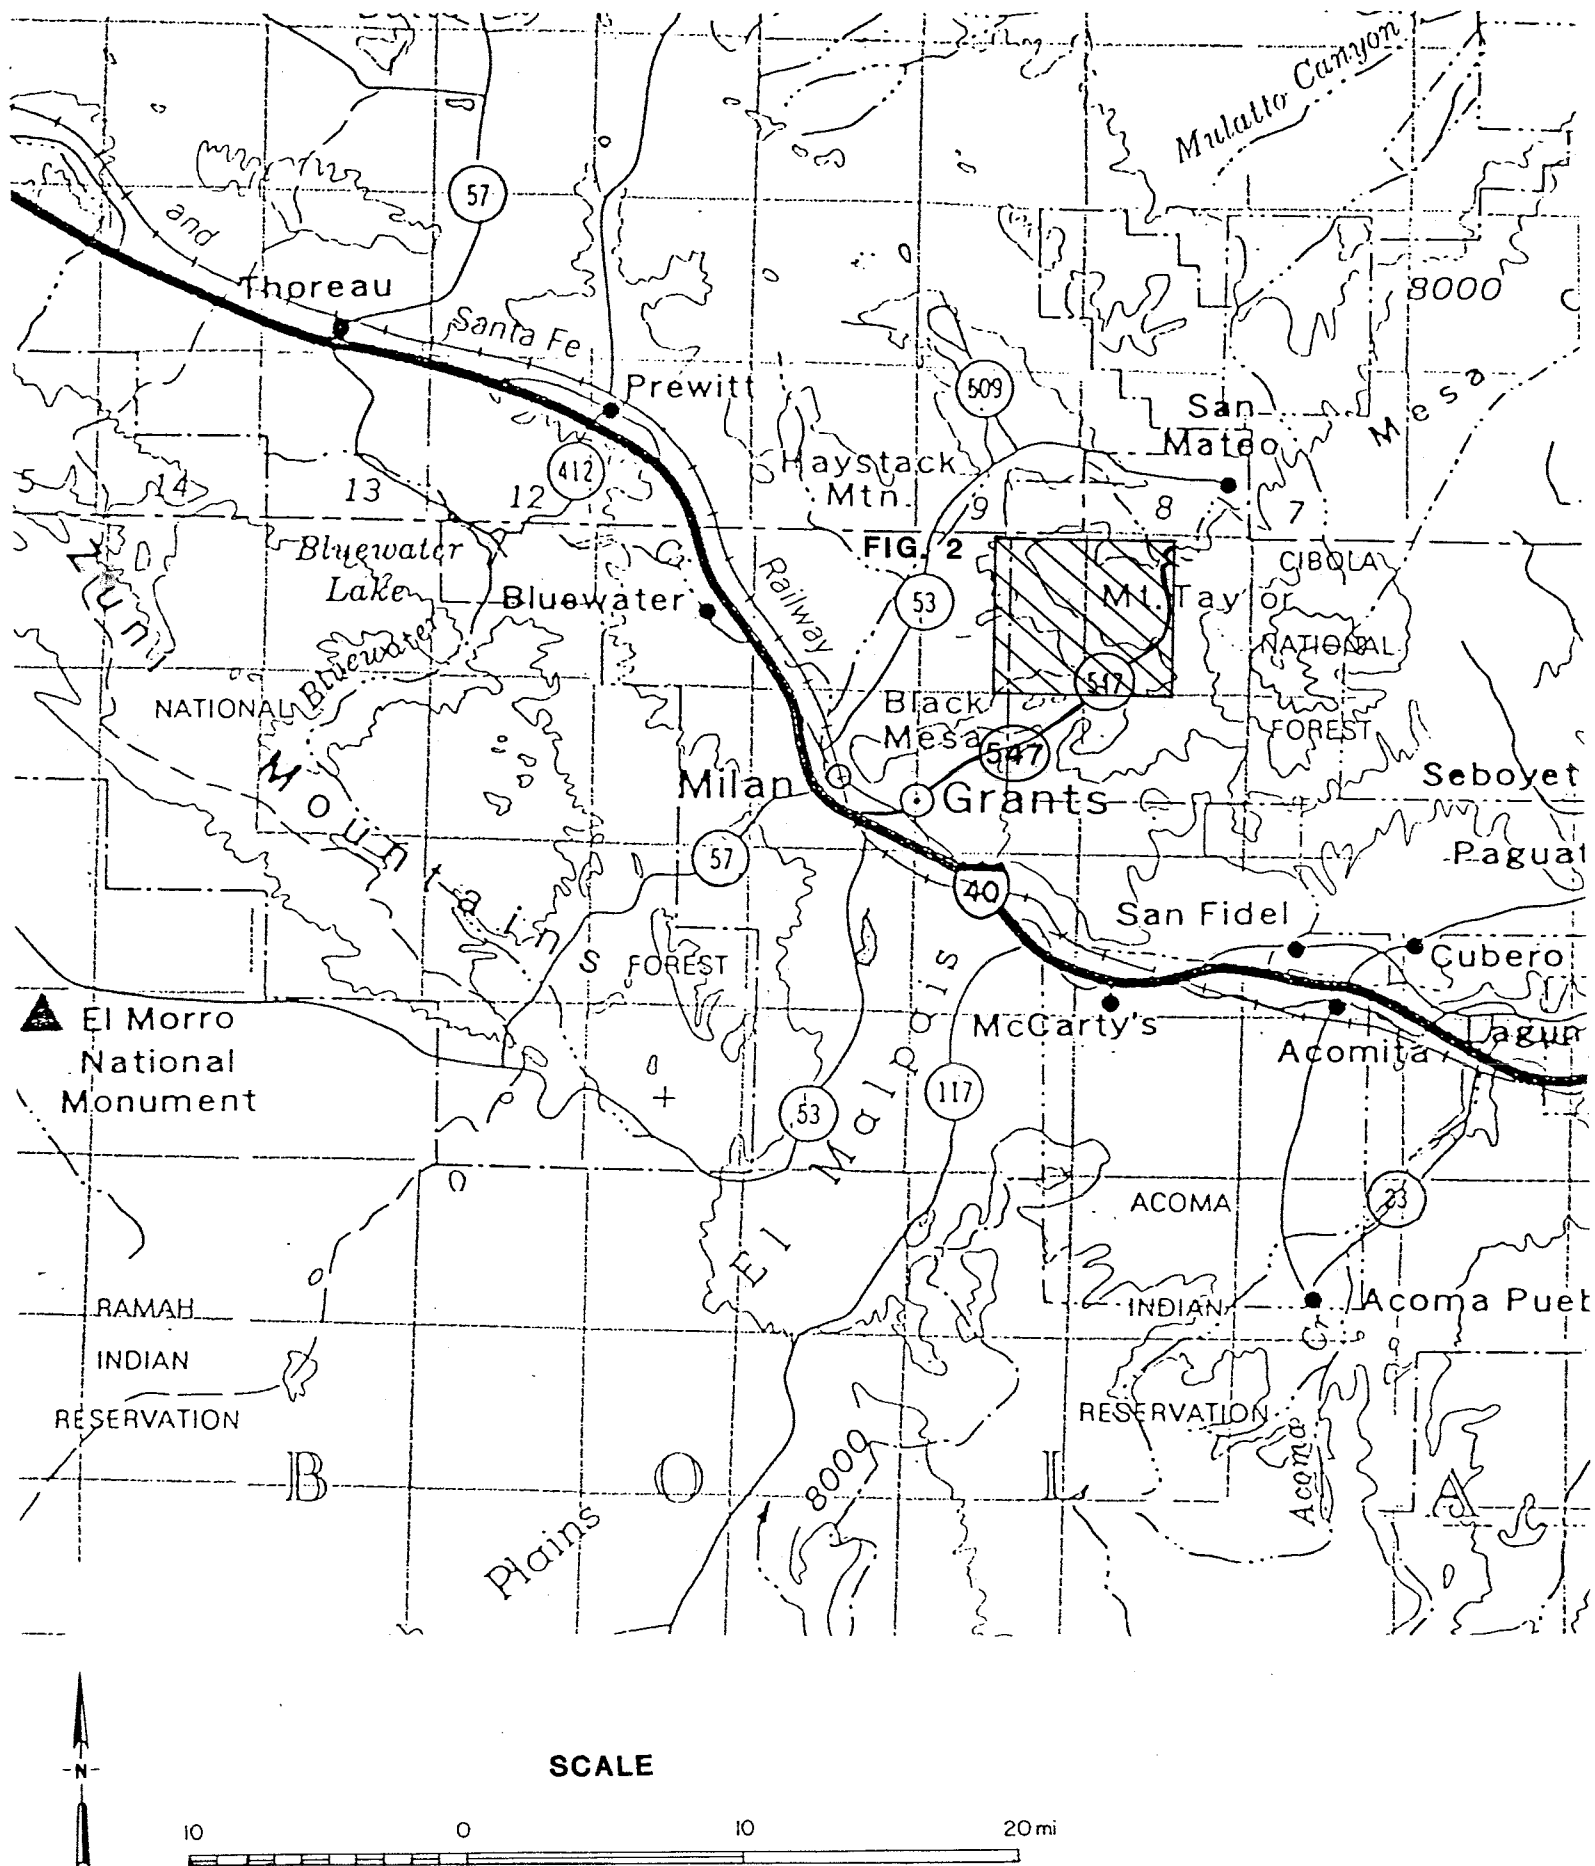 Mulatto Canyon
57
and
Thoreau
8000
Santa Fe
Prewitt
509
Mesa
San
Mateo
412
Haystack
Mtn.
5
14
13
12
9
8
7
Zuni
Bluewater
Lake
FIG. 2
CIBOLA
Bluewater
Railway
53
Mt. Taylor
Bluewater
NATIONAL
NATIONAL
547
Black
Mesa
FOREST
547
Mountains
Milan
Grants
Seboyet
57
Paguat
40
San Fidel
FOREST
Cubero
El Morro
National
Monument
McCarty's
Acomita
Lagun
El Malpais
53
117
ACOMA
23
RAMAH
INDIAN
Acoma Pueb
INDIAN
RESERVATION
RESERVATION
Acoma Cr
B
O
L
A
8000
Plains
-N-
SCALE
10
0
10
20 mi